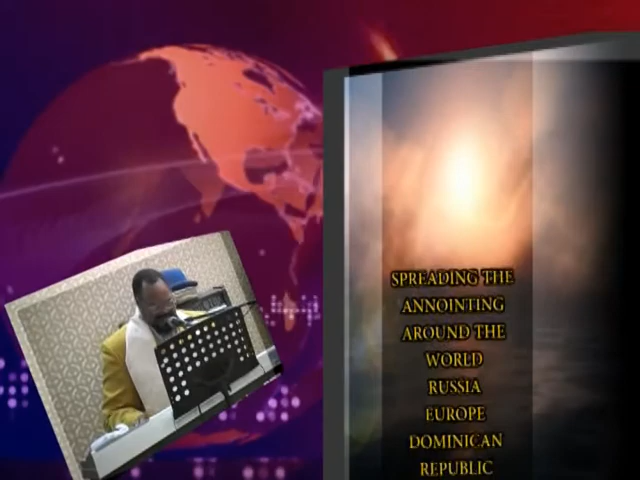 SPREADING THE
ANNOINTING
AROUND THE
WORLD
RUSSIA
EUROPE
DOMINICAN
REPUBLIC